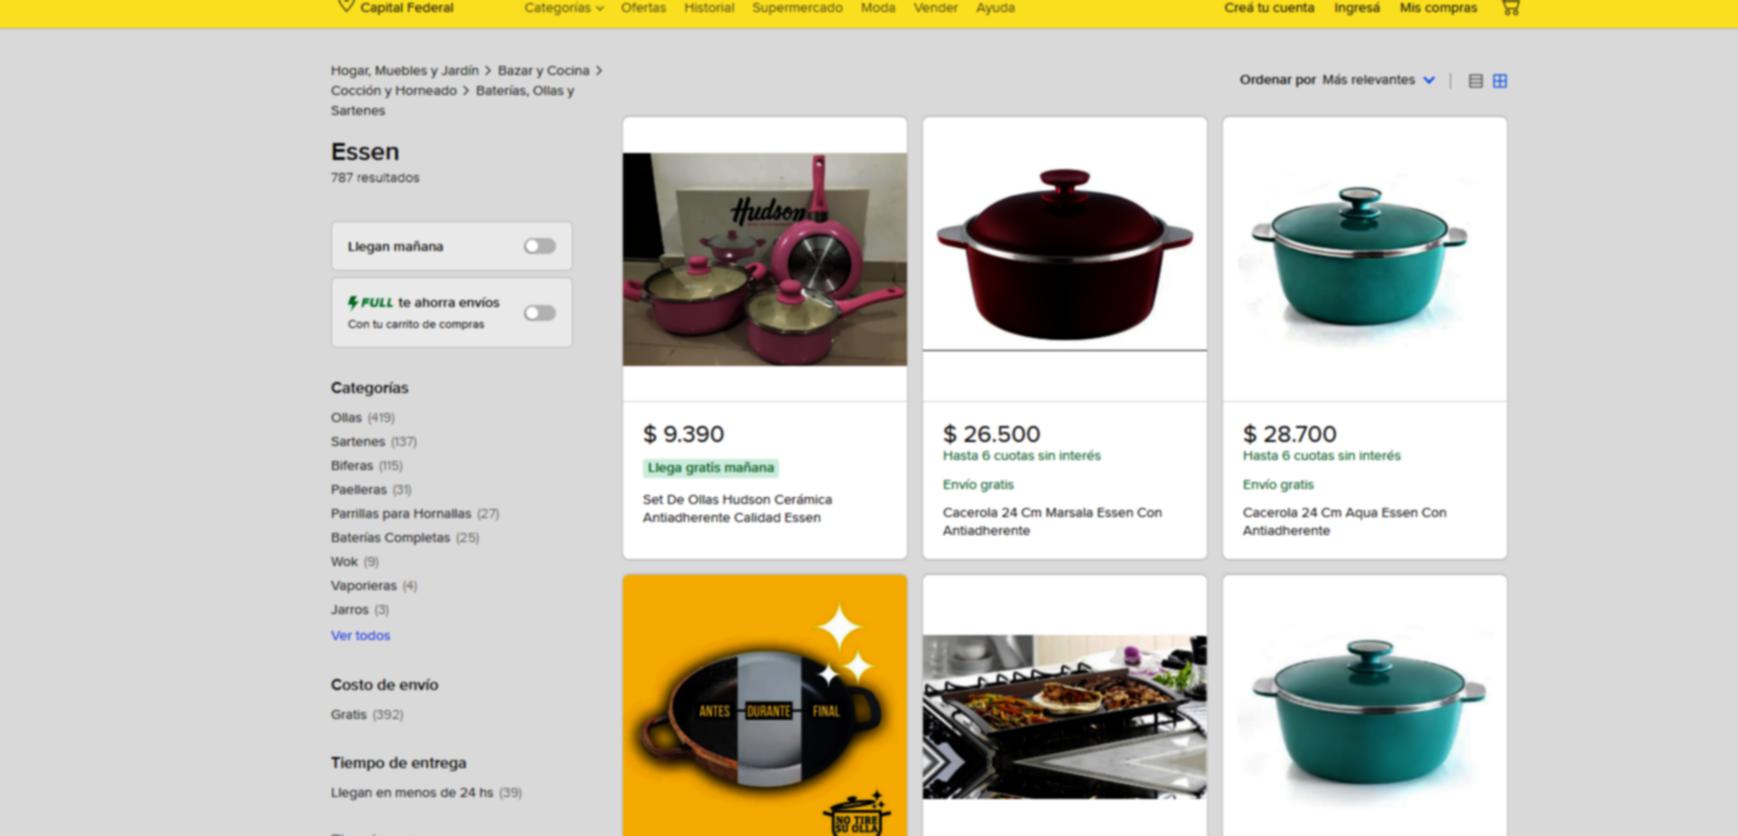 Capital Federal
Categorías
Ofertas
Historial
Supermercado
Moda
Vender
Ayuda
Creá tu cuenta
Ingresá
Mis compras
Hogar, Muebles y Jardín > Bazar y Cocina >
Cocción y Horneado > Baterías, Ollas y
Sartenes
Ordenar por Más relevantes
Essen
787 resultados
Llegan mañana
FULL te ahorra envíos
Con tu carrito de compras
Categorías
Ollas (419)
Sartenes (137)
Biferas (115)
Paelleras (31)
Parrillas para Hornallas (27)
Baterías Completas (25)
Wok (9)
Vaporieras (4)
Jarros (3)
Ver todos
Costo de envío
Gratis (392)
Tiempo de entrega
Llegan en menos de 24 hs (39)
Hudson
$ 9.390
Llega gratis mañana
Set De Ollas Hudson Cerámica
Antiadherente Calidad Essen
$ 26.500
Hasta 6 cuotas sin interés
Envío gratis
Cacerola 24 Cm Marsala Essen Con
Antiadherente
$ 28.700
Hasta 6 cuotas sin interés
Envío gratis
Cacerola 24 Cm Aqua Essen Con
Antiadherente
ANTES DURANTE FINAL
NO TIRE
SU OLLA